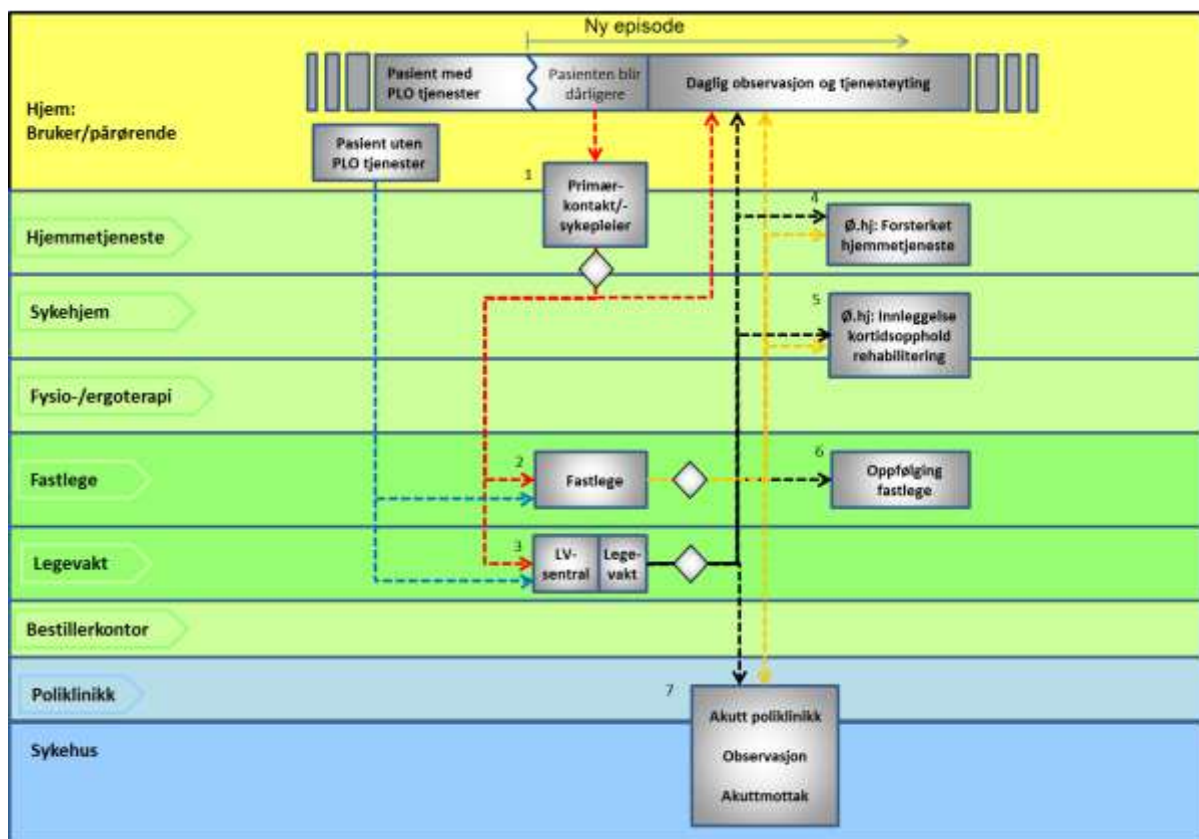 Ny episode
Pasient med
PLO tjenester
Pasienten blir
dårligere
Daglig observasjon og tjenesteyting
Hjem:
Bruker/pårørende
Pasient uten
PLO tjenester
1
Primær-
kontakt/-
sykepleier
Hjemmetjeneste
4
Ø.hj: Forsterket
hjemmetjeneste
Sykehjem
5
Ø.hj: Innleggelse
kortidsopphold
rehabilitering
Fysio-/ergoterapi
Fastlege
2
Fastlege
6
Oppfølging
fastlege
Legevakt
3
LV-
sentral
Lege-
vakt
Bestillerkontor
Poliklinikk
7
Akutt poliklinikk
Observasjon
Akuttmottak
Sykehus